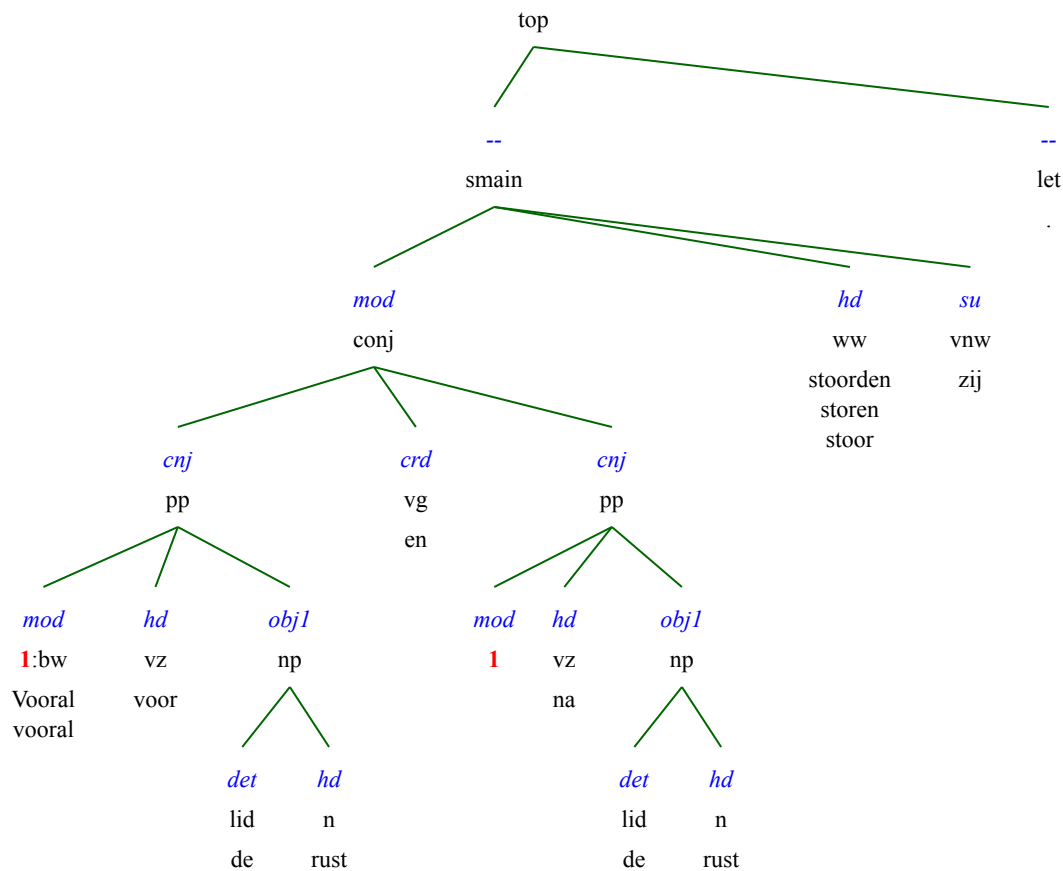 top
-- --
smain let
.
mod hd su
conj ww vnw
stoorden zij
storen
stoor
cnj crd cnj
pp vg pp
en
mod hd obj1 mod hd obj1
1:bw vz np 1 vz np
Vooral voor na
vooral
det hd det hd
lid n lid n
de rust de rust